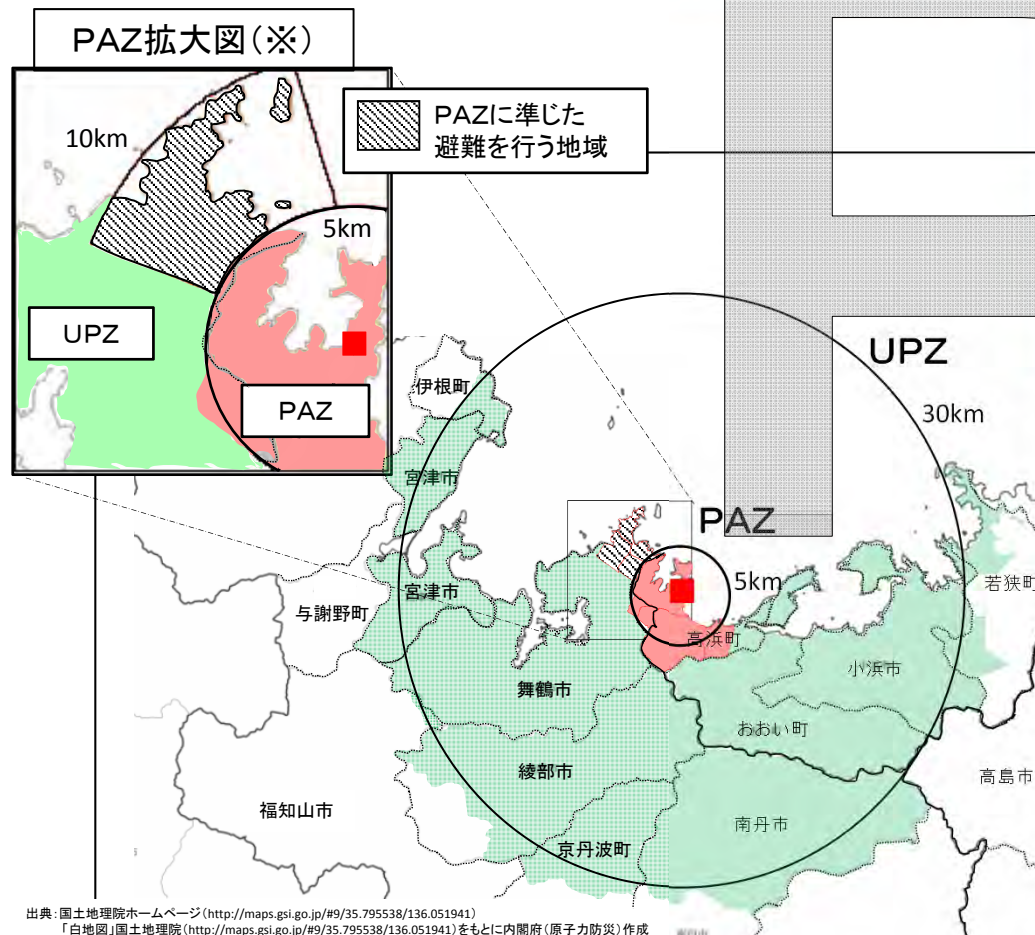 PAZ拡大図(※)
10km
PAZに準じた
避難を行う地域
5km
UPZ
PAZ
UPZ
30km
伊根町
宮津市
PAZ
5km
若狭町
宮津市
与謝野町
高浜町
小浜市
舞鶴市
おおい町
綾部市
高島市
福知山市
南丹市
京丹波町
出典:国土地理院ホームページ(http://maps.gsi.go.jp/#9/35.795538/136.051941)
「白地図」国土地理院(http://maps.gsi.go.jp/#9/35.795538/136.051941)をもとに内閣府(原子力防災)作成